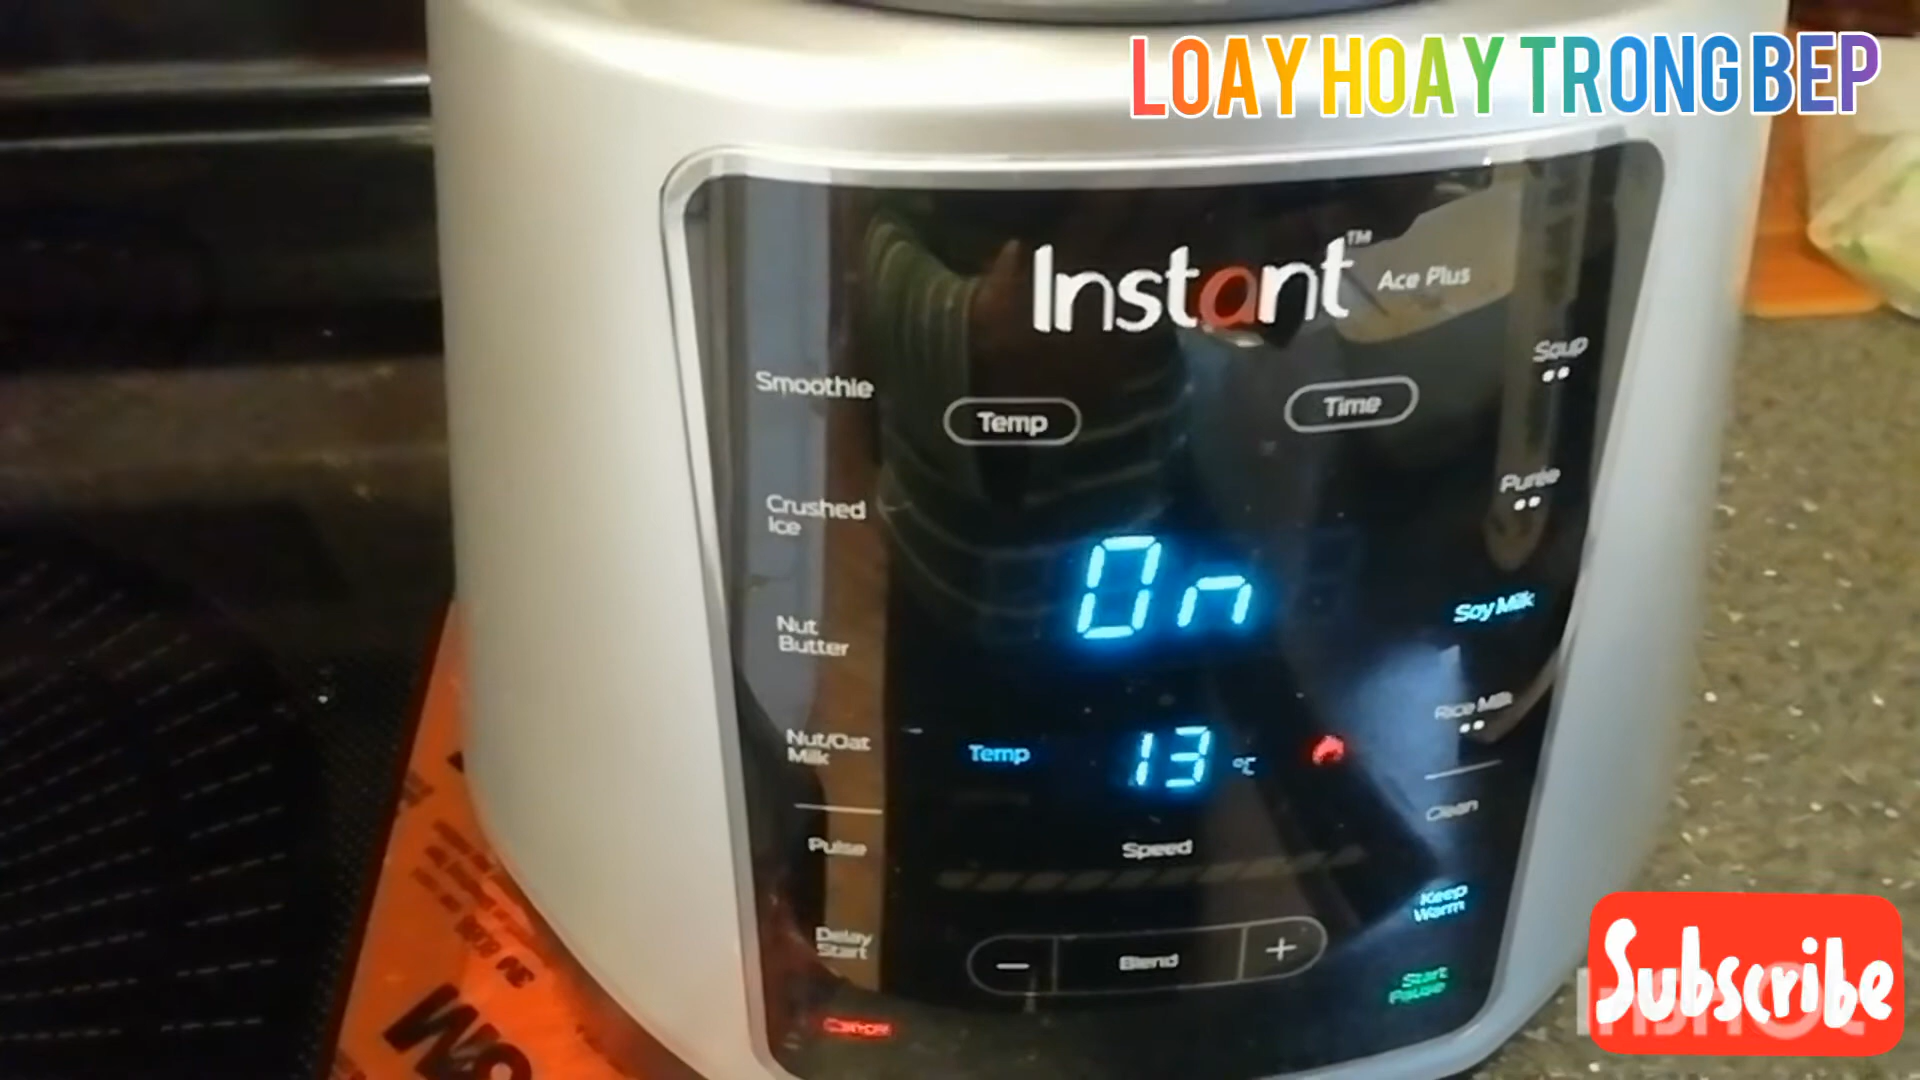 LOAY HOAY TRONG BEP
Instant™ Ace Plus
Smoothie
Temp
Time
Soup
Purée
Crushed
Ice
On
Soy Milk
Nut
Butter
Rice Milk
Nut/Oat
Milk
Temp 13 °C
Clean
Pulse
Speed
Keep
Warm
Delay
Start
− Blend +
Start
Pause
Cancel
Subscribe